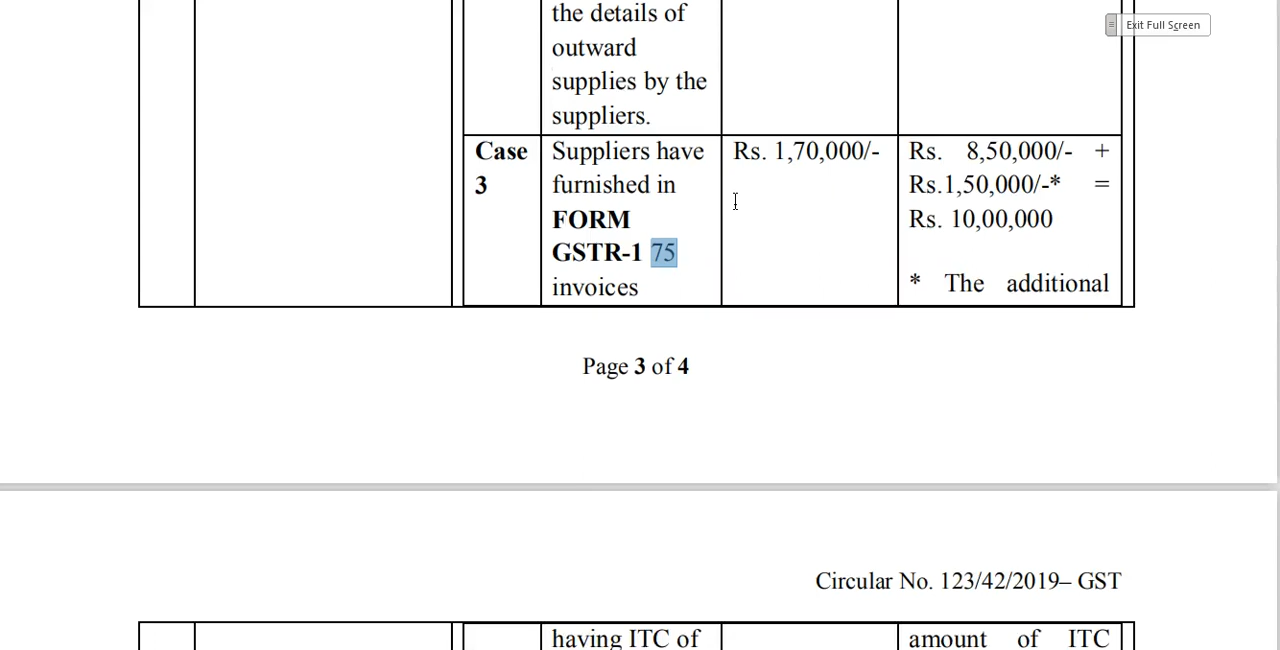 the details of
outward
supplies by the
suppliers.
Exit Full Screen
Case
3
Suppliers have
furnished in
FORM
GSTR-1 75
invoices
Rs. 1,70,000/-
Rs. 8,50,000/- +
Rs.1,50,000/-* =
Rs. 10,00,000
* The additional
Page 3 of 4
Circular No. 123/42/2019– GST
having ITC of
amount of ITC